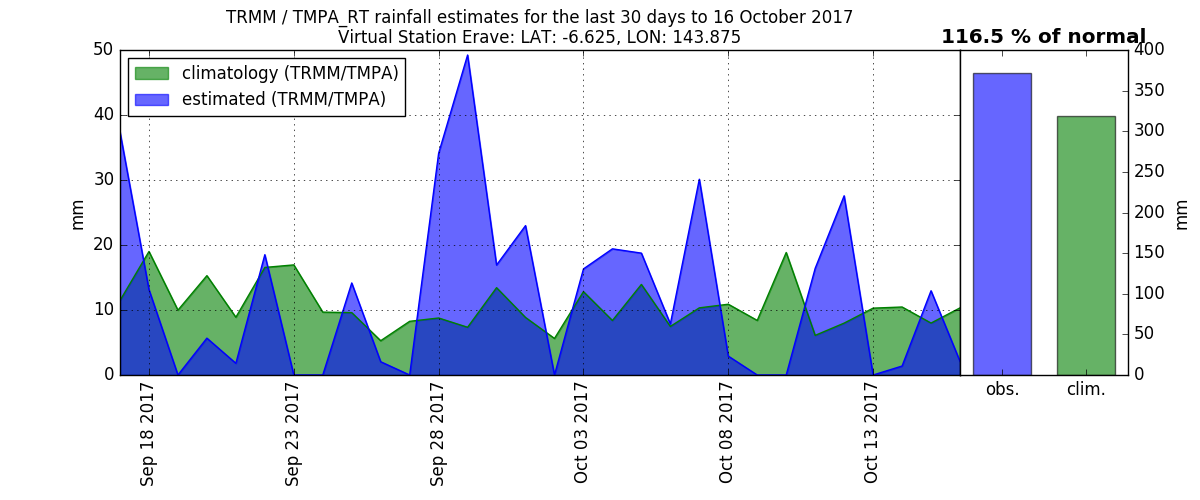 TRMM / TMPA_RT rainfall estimates for the last 30 days to 16 October 2017
Virtual Station Erave: LAT: -6.625, LON: 143.875
116.5 % of normal
climatology (TRMM/TMPA)
estimated (TRMM/TMPA)
50
40
30
20
10
0
mm
Sep 18 2017
Sep 23 2017
Sep 28 2017
Oct 03 2017
Oct 08 2017
Oct 13 2017
obs.
clim.
400
350
300
250
200
150
100
50
0
mm